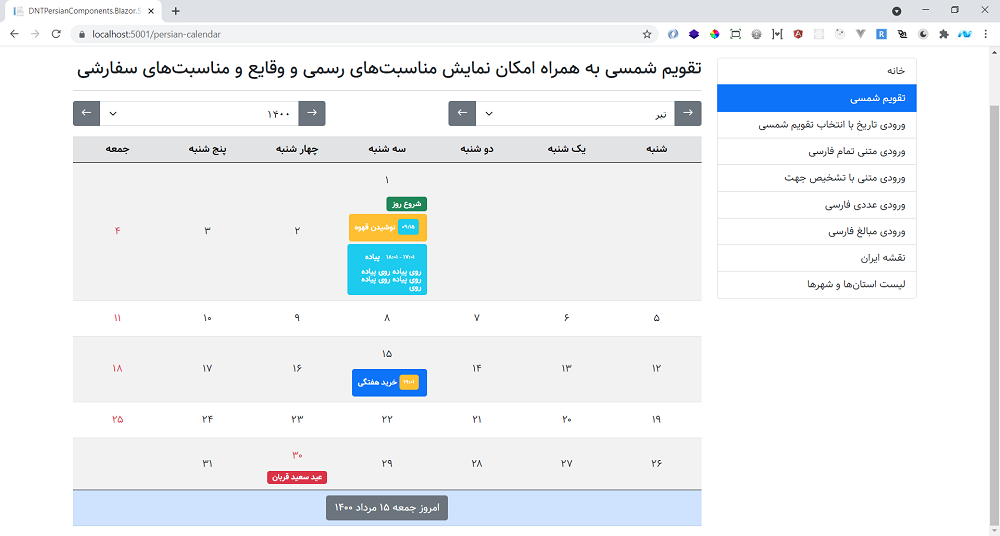 DNTPersianComponents.Blazor.S
localhost:5001/persian-calendar
خانه
تقویم شمسی
ورودی تاریخ با انتخاب تقویم شمسی
ورودی متنی تمام فارسی
ورودی متنی با تشخیص جهت
ورودی عددی فارسی
ورودی مبالغ فارسی
نقشه ایران
لیست استان‌ها و شهرها
تقویم شمسی به همراه امکان نمایش مناسبت‌های رسمی و وقایع و مناسبت‌های سفارشی
تیر ۱۴۰۰
شنبه یک شنبه دو شنبه سه شنبه چهار شنبه پنج شنبه جمعه
۱ ۲ ۳ ۴
شروع روز
۰۹:۱۵ نوشیدن قهوه
۱۷:۰۱ - ۱۸:۰۱ پیاده
روی پیاده روی پیاده
روی پیاده روی پیاده
روی
۵ ۶ ۷ ۸ ۹ ۱۰ ۱۱
۱۲ ۱۳ ۱۴ ۱۵ ۱۶ ۱۷ ۱۸
خرید هفتگی
۱۹ ۲۰ ۲۱ ۲۲ ۲۳ ۲۴ ۲۵
۲۶ ۲۷ ۲۸ ۲۹ ۳۰ ۳۱
عید سعید قربان
امروز جمعه ۱۵ مرداد ۱۴۰۰